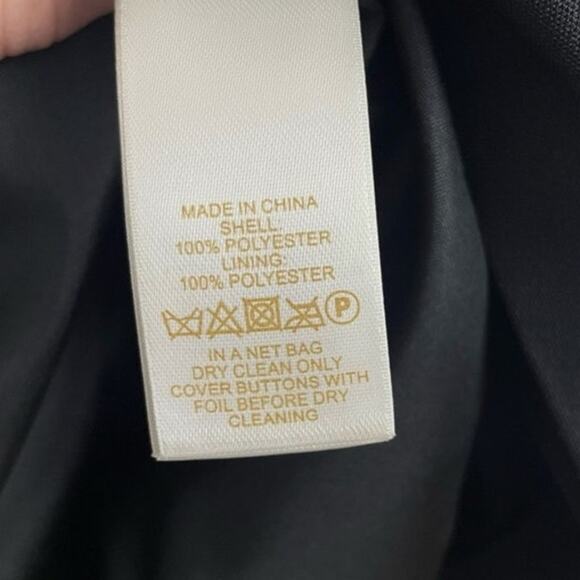 MADE IN CHINA
SHELL:
100% POLYESTER
LINING:
100% POLYESTER
P
IN A NET BAG
DRY CLEAN ONLY
COVER BUTTONS WITH
FOIL BEFORE DRY
CLEANING